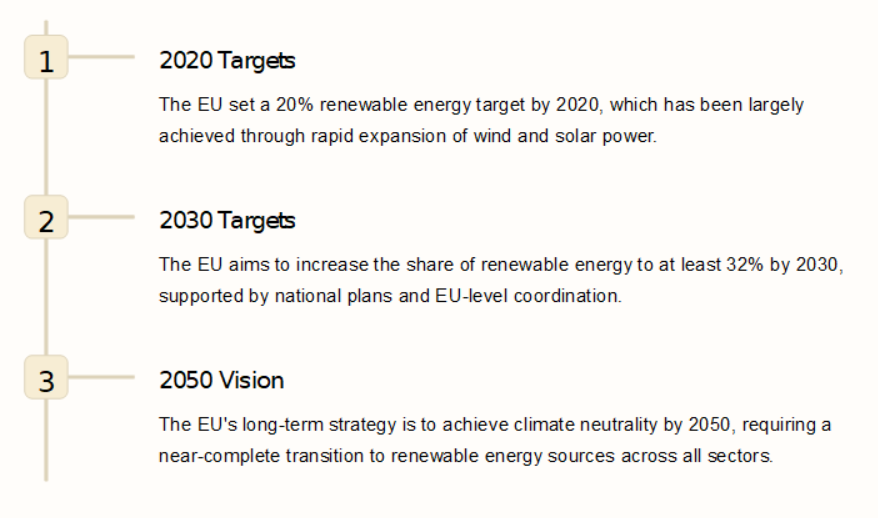 1
2020 Targets
The EU set a 20% renewable energy target by 2020, which has been largely
achieved through rapid expansion of wind and solar power.
2
2030 Targets
The EU aims to increase the share of renewable energy to at least 32% by 2030,
supported by national plans and EU-level coordination.
3
2050 Vision
The EU's long-term strategy is to achieve climate neutrality by 2050, requiring a
near-complete transition to renewable energy sources across all sectors.